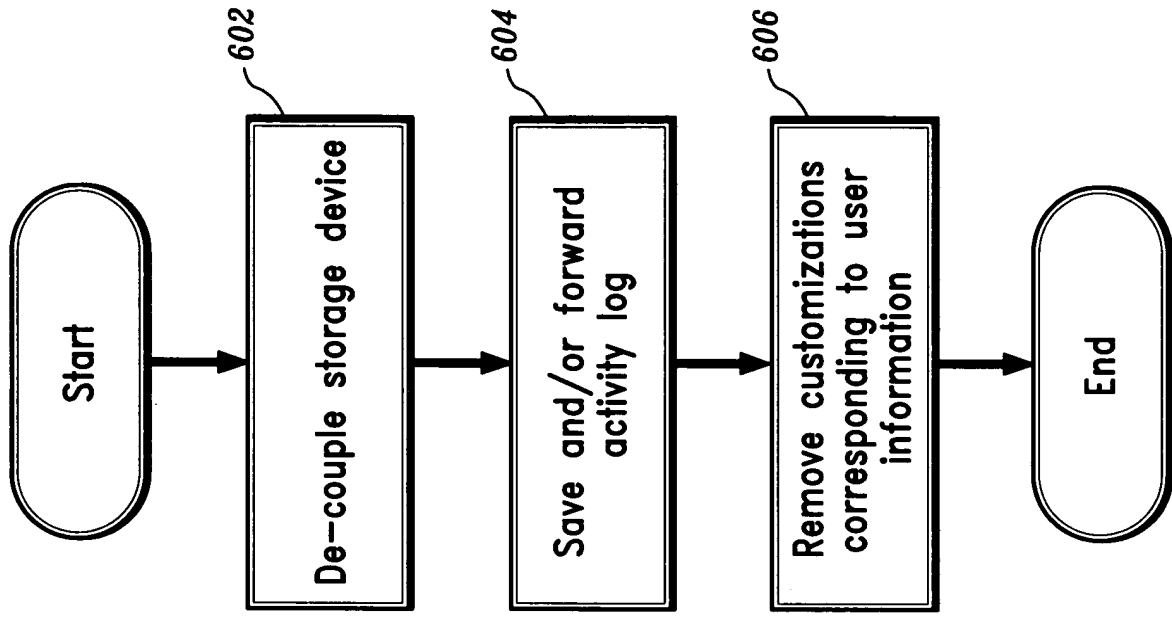 Start
602
De-couple storage device
604
Save and/or forward
activity log
606
Remove customizations
corresponding to user
information
End